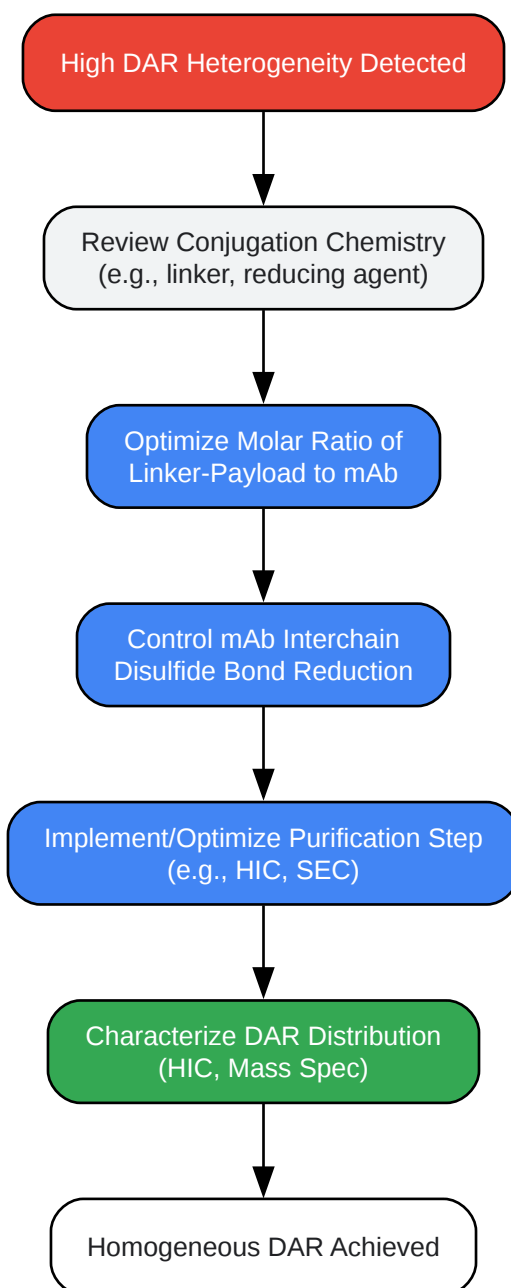 High DAR Heterogeneity Detected
Review Conjugation Chemistry
(e.g., linker, reducing agent)
Optimize Molar Ratio of
Linker-Payload to mAb
Control mAb Interchain
Disulfide Bond Reduction
Implement/Optimize Purification Step
(e.g., HIC, SEC)
Characterize DAR Distribution
(HIC, Mass Spec)
Homogeneous DAR Achieved